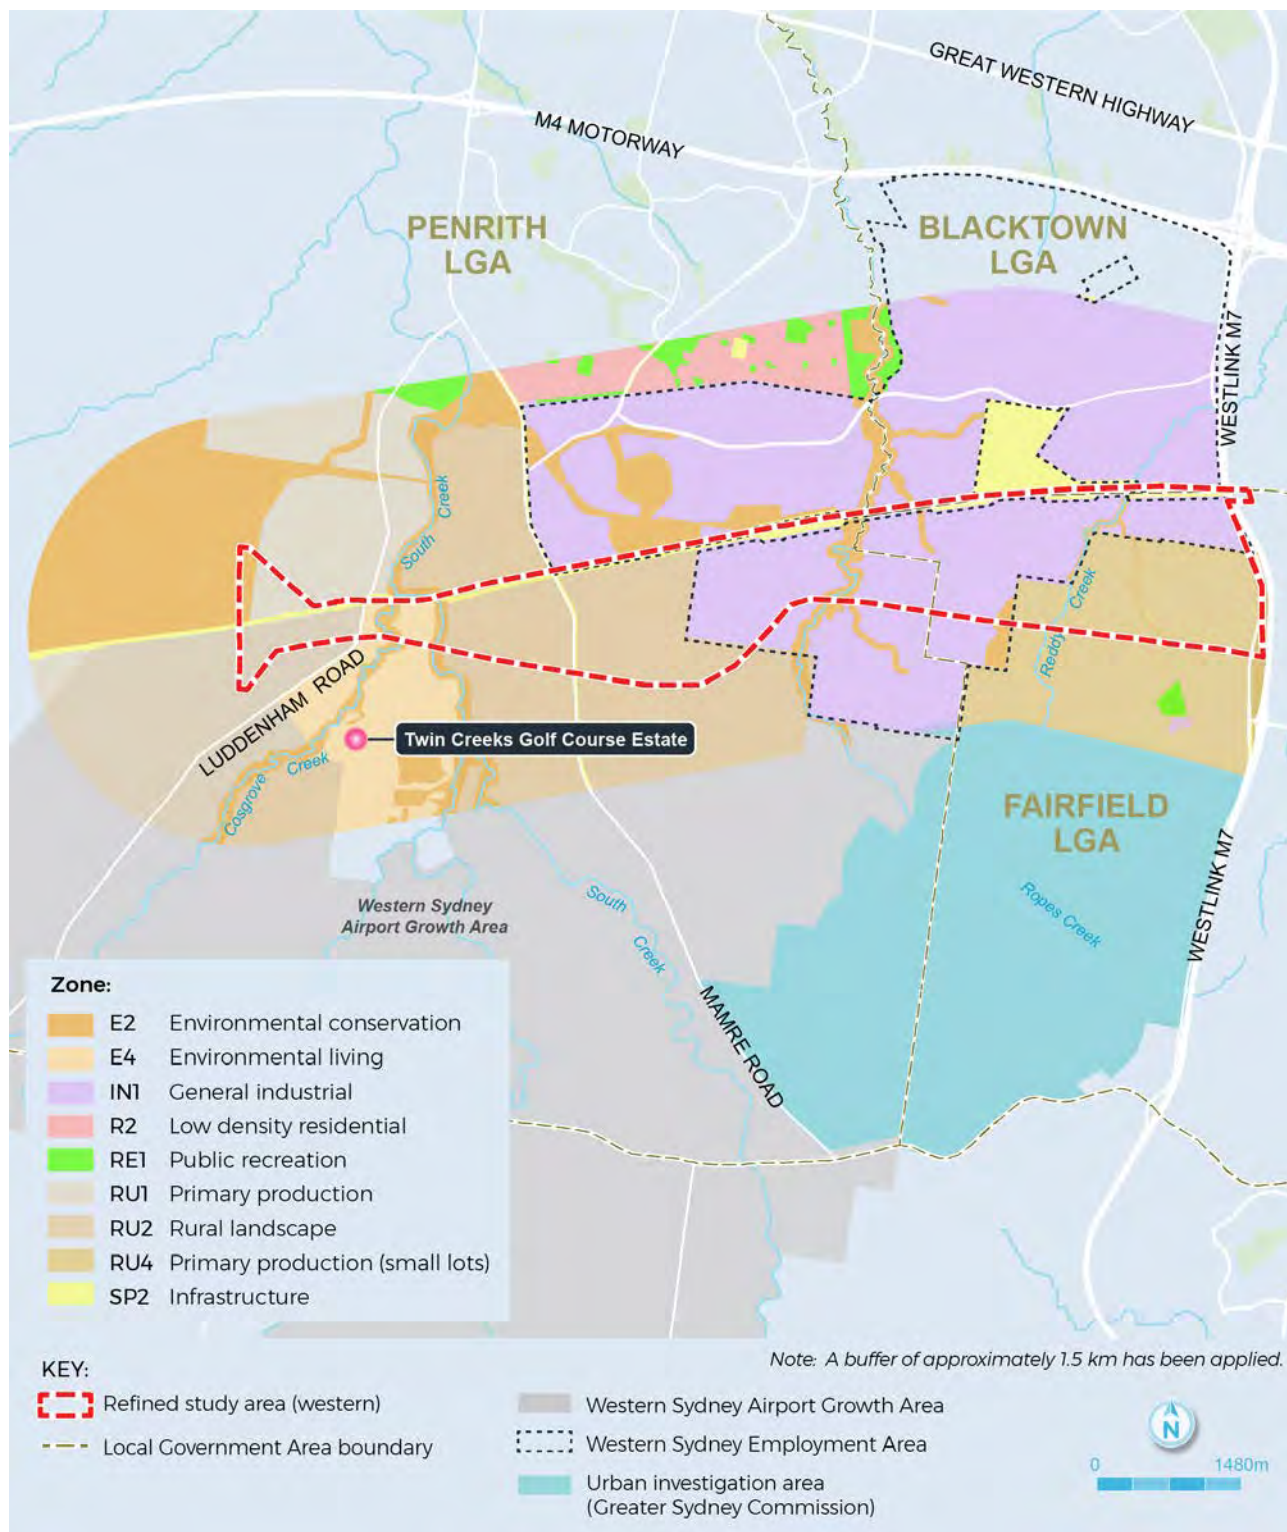 GREAT WESTERN HIGHWAY
M4 MOTORWAY
PENRITH
LGA
BLACKTOWN
LGA
WESTLINK M7
South
Creek
Reddy
Creek
LUDDENHAM ROAD
Twin Creeks Golf Course Estate
Cosgrove
Creek
FAIRFIELD
LGA
Ropes Creek
WESTLINK M7
Western Sydney
Airport Growth Area
South
Creek
MAMRE ROAD
Zone:
E2 Environmental conservation
E4 Environmental living
IN1 General industrial
R2 Low density residential
RE1 Public recreation
RU1 Primary production
RU2 Rural landscape
RU4 Primary production (small lots)
SP2 Infrastructure
Note: A buffer of approximately 1.5 km has been applied.
KEY:
Refined study area (western)
Local Government Area boundary
Western Sydney Airport Growth Area
Western Sydney Employment Area
Urban investigation area
(Greater Sydney Commission)
N
0 1480m